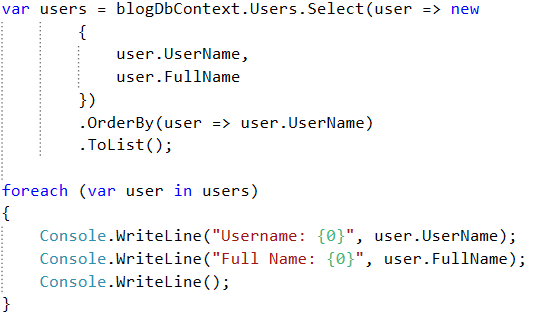 var users = blogDbContext.Users.Select(user => new
{
user.UserName,
user.FullName
})
.OrderBy(user => user.UserName)
.ToList();
foreach (var user in users)
{
Console.WriteLine("Username: {0}", user.UserName);
Console.WriteLine("Full Name: {0}", user.FullName);
Console.WriteLine();
}